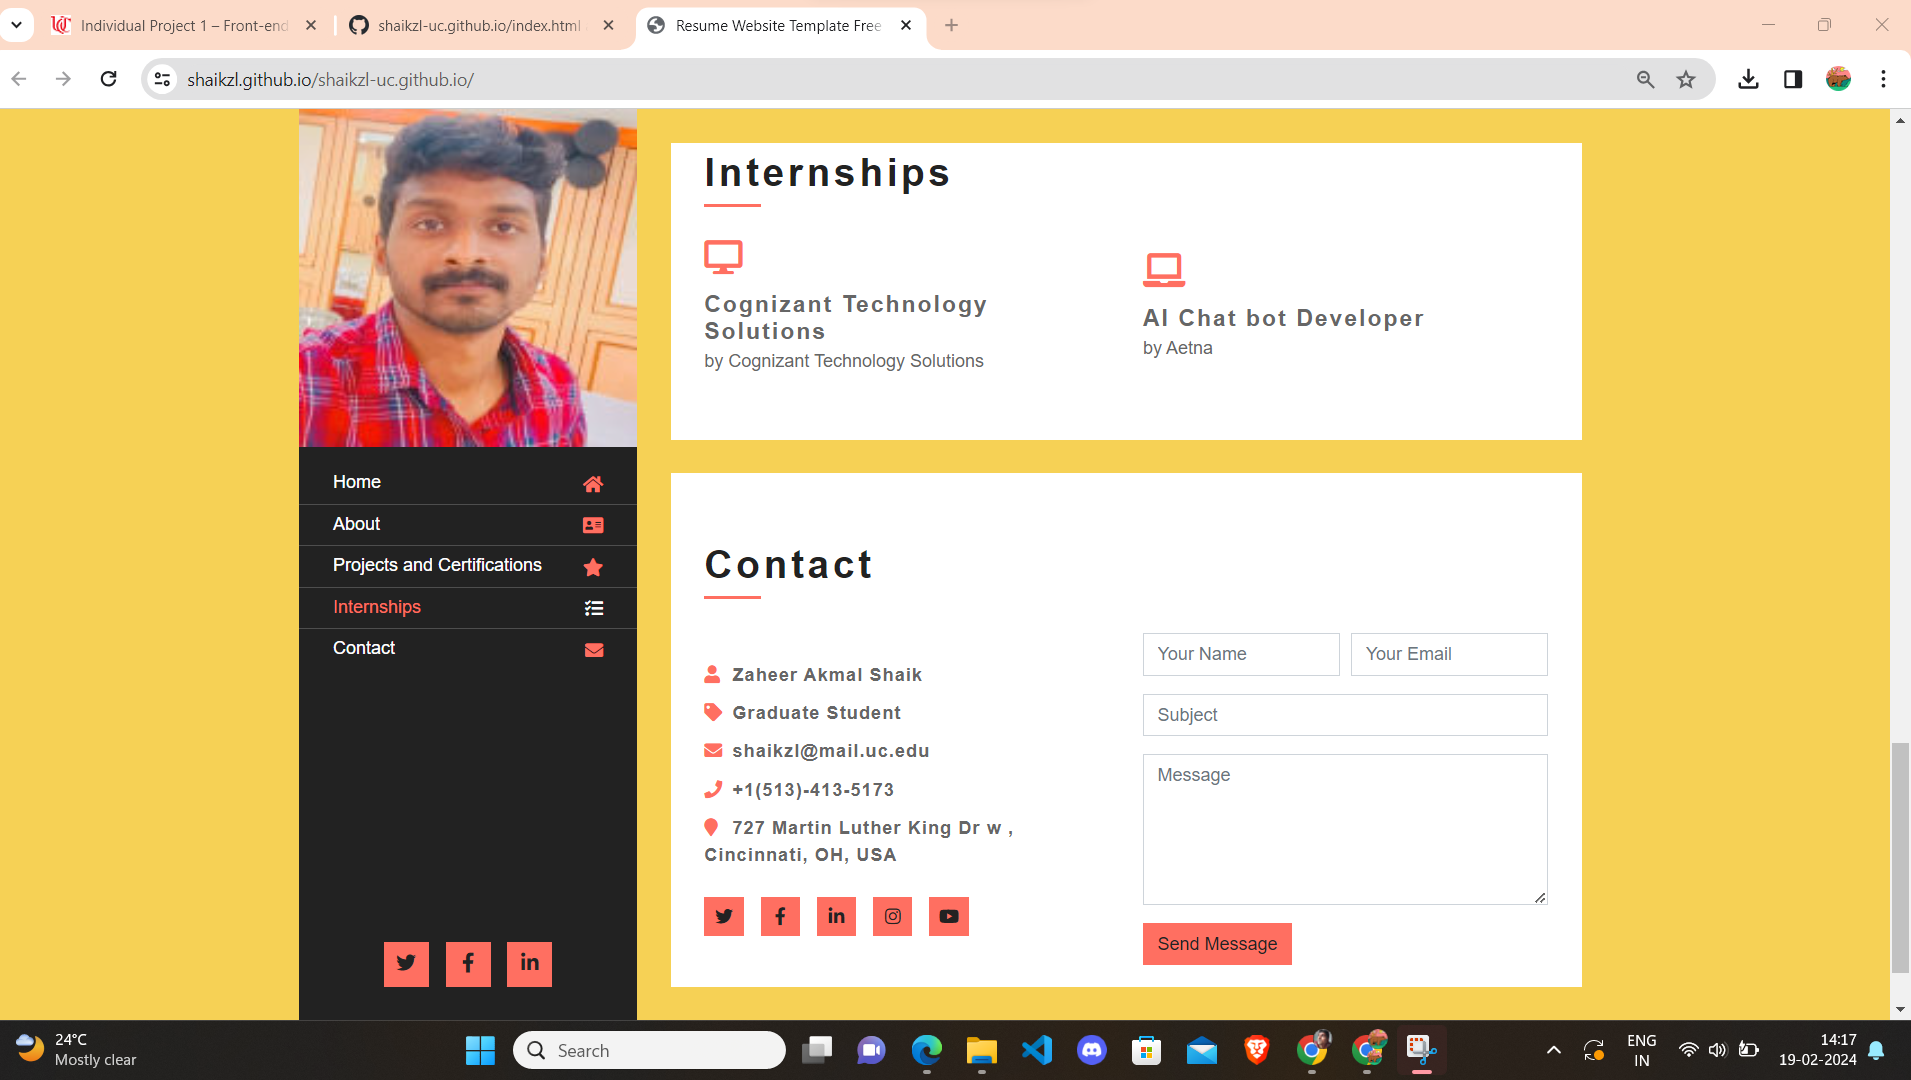 Individual Project 1 – Front-end
shaikzl-uc.github.io/index.html
Resume Website Template Free
shaikzl.github.io/shaikzl-uc.github.io/
Home
About
Projects and Certifications
Internships
Contact
Internships
Cognizant Technology
Solutions
by Cognizant Technology Solutions
AI Chat bot Developer
by Aetna
Contact
Zaheer Akmal Shaik
Graduate Student
shaikzl@mail.uc.edu
+1(513)-413-5173
727 Martin Luther King Dr w ,
Cincinnati, OH, USA
Your Name
Your Email
Subject
Message
Send Message
24°C
Mostly clear
Search
ENG
IN
14:17
19-02-2024